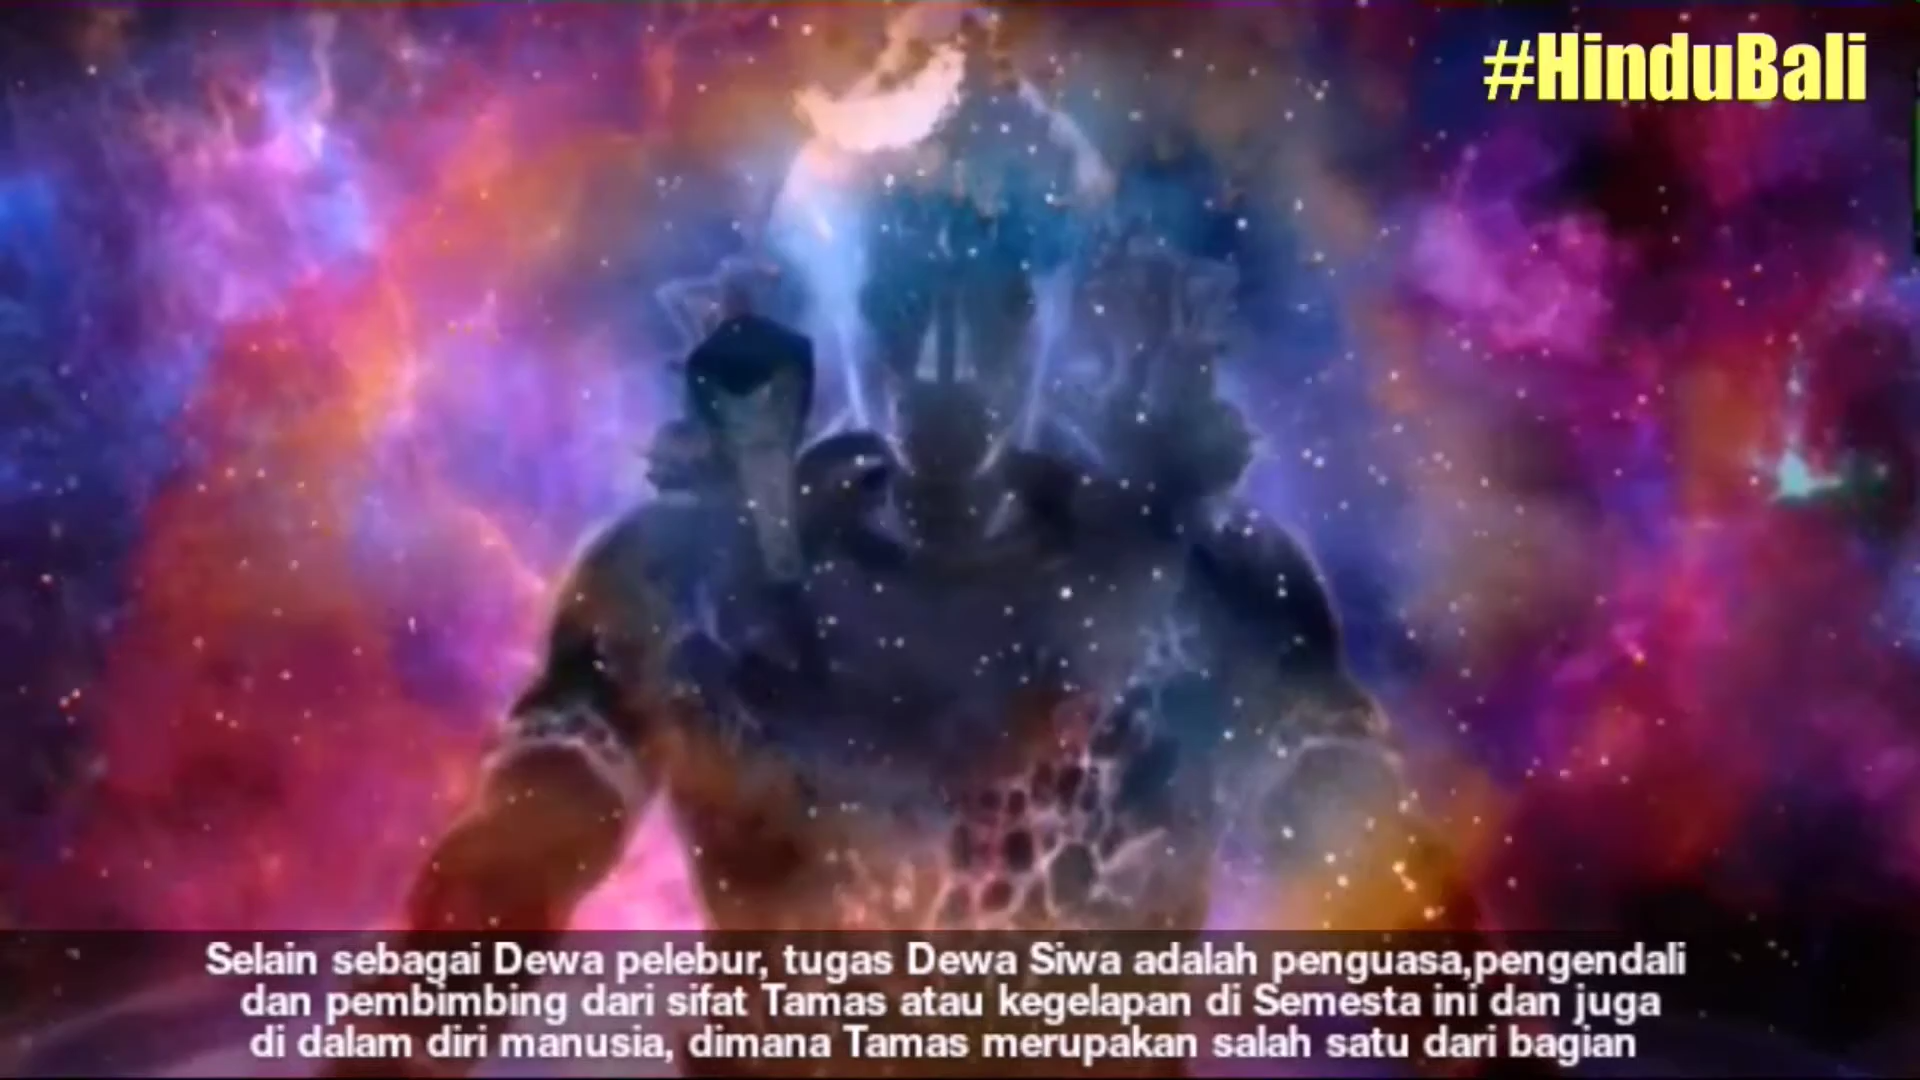 #HinduBali
Selain sebagai Dewa pelebur, tugas Dewa Siwa adalah penguasa,pengendali
dan pembimbing dari sifat Tamas atau kegelapan di Semesta ini dan juga
di dalam diri manusia, dimana Tamas merupakan salah satu dari bagian